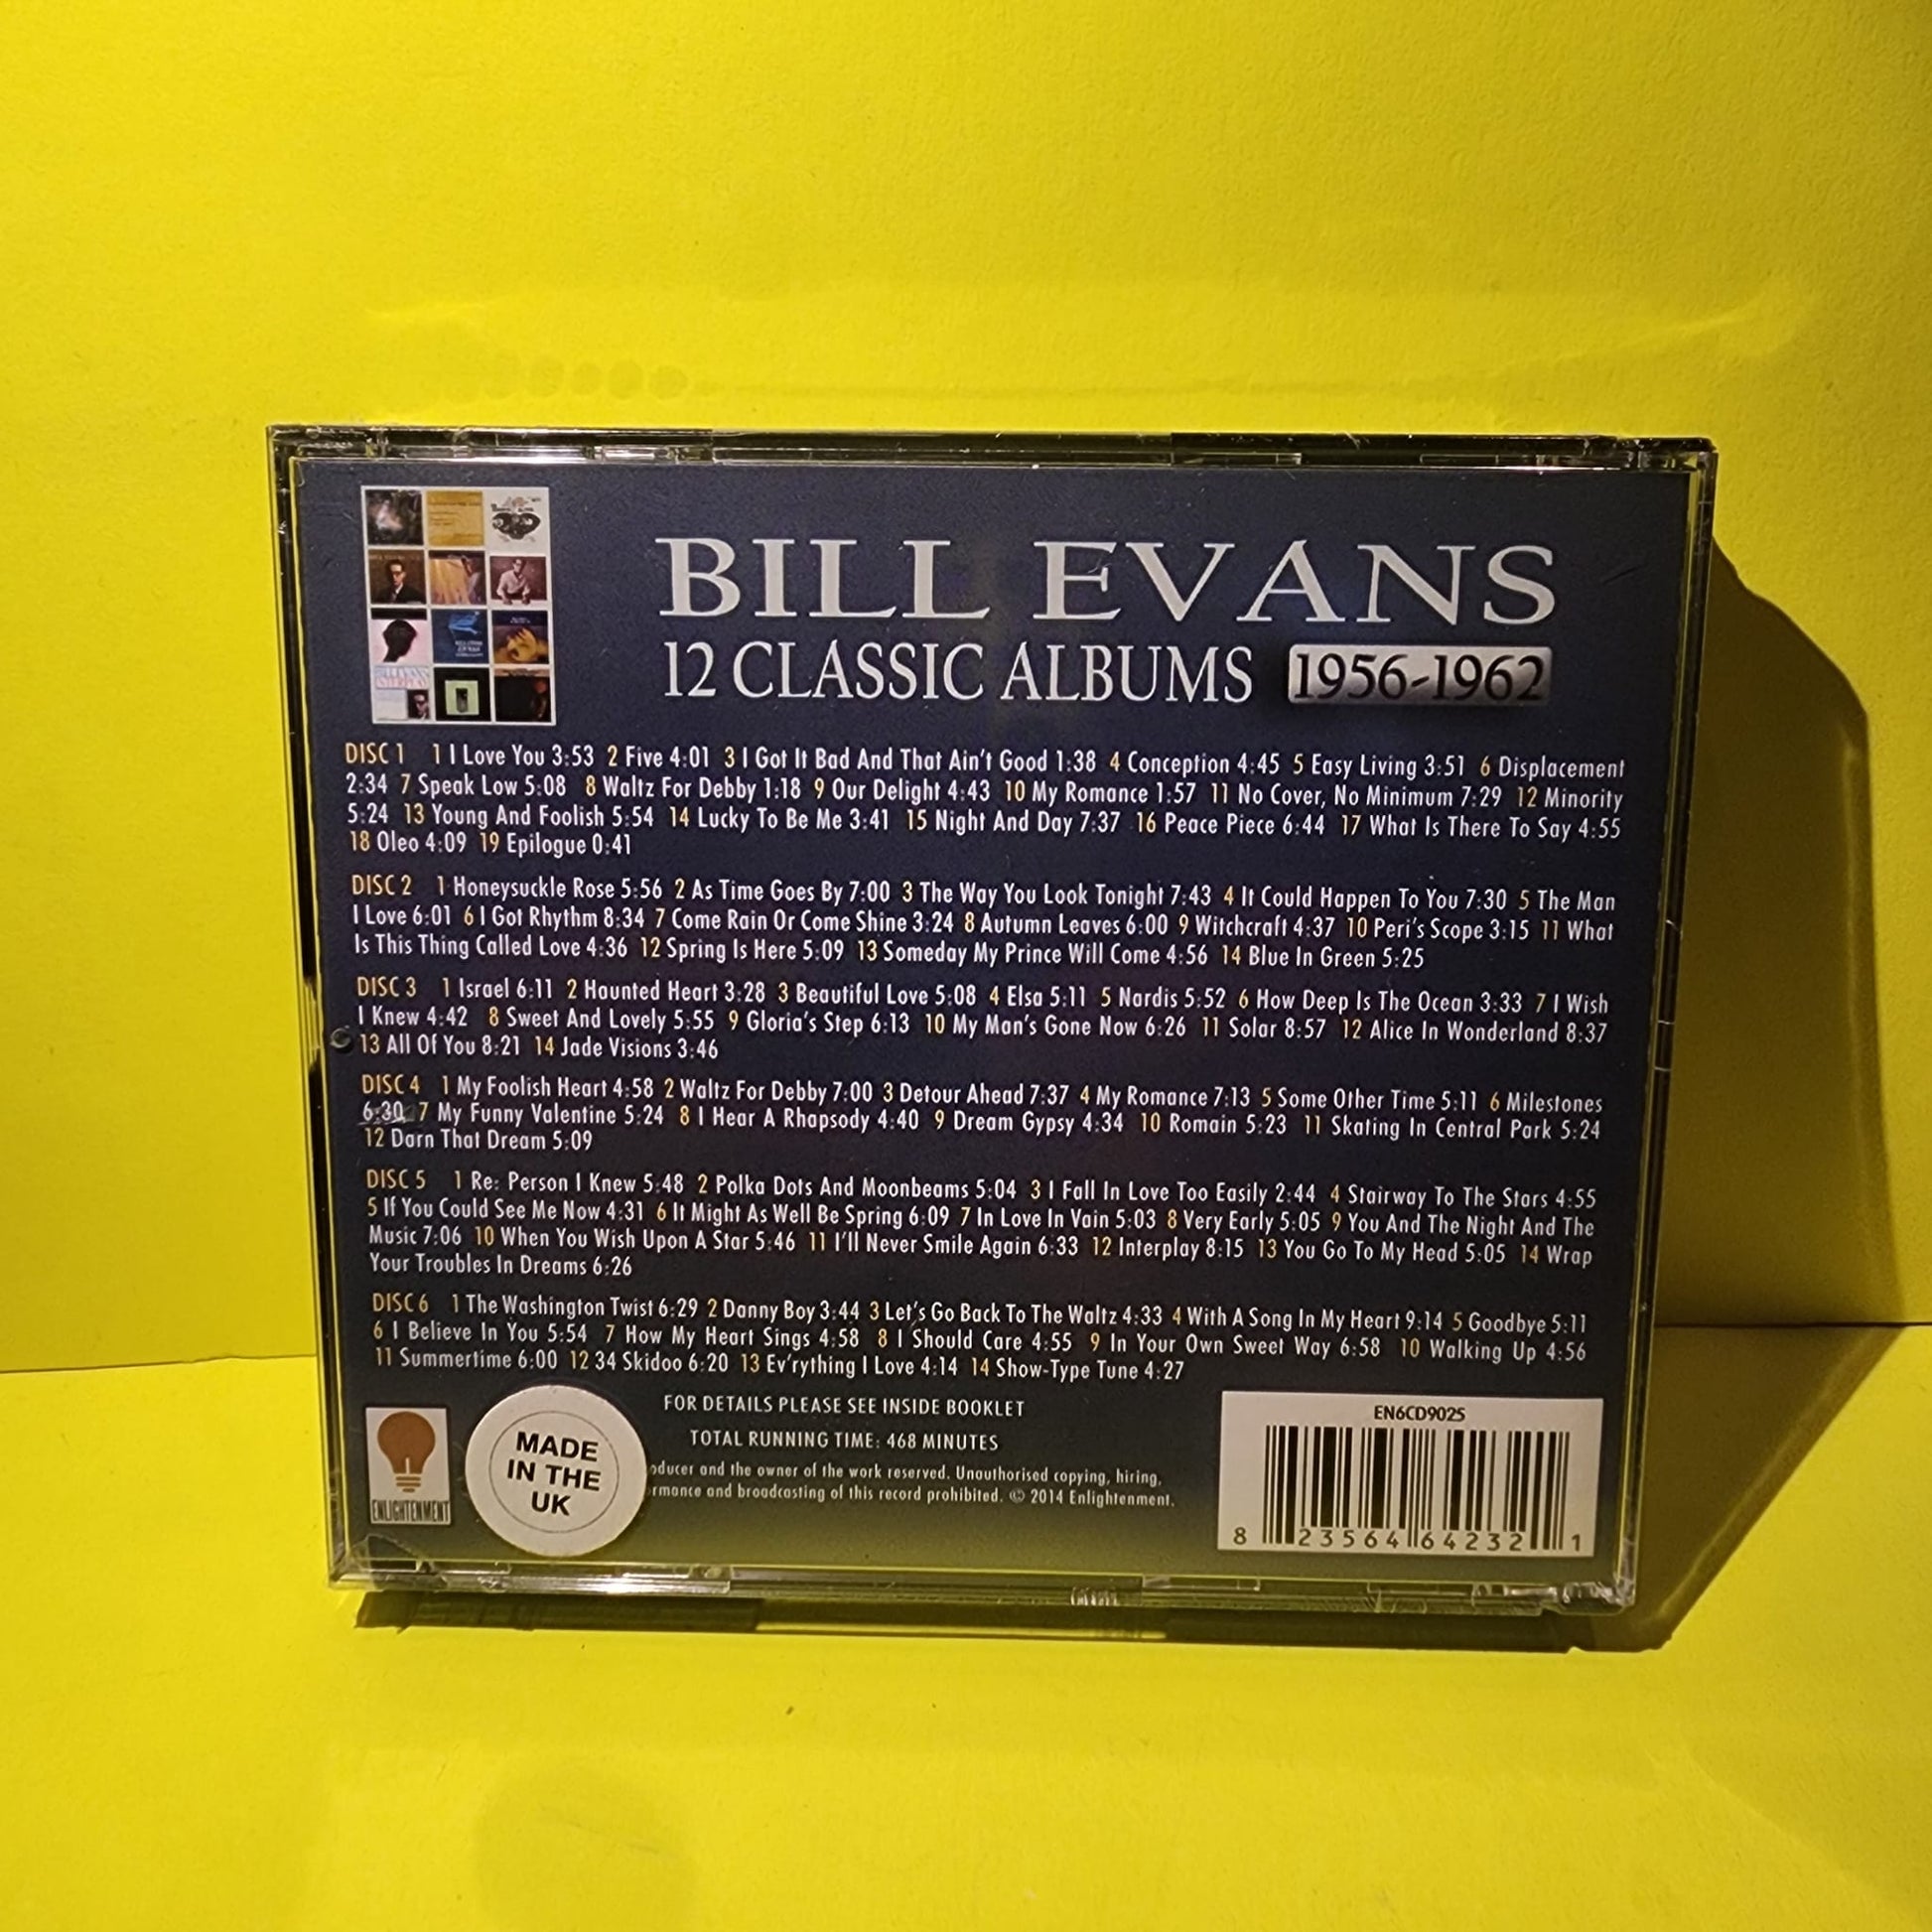 BILL EVANS
12 CLASSIC ALBUMS 1956-1962
DISC 1 1 I Love You 3:53 2 Five 4:01 3 I Got It Bad And That Ain't Good 1:38 4 Conception 4:45 5 Easy Living 3:51 6 Displacement
2:34 7 Speak Low 5:08 8 Waltz For Debby 1:18 9 Our Delight 4:43 10 My Romance 1:57 11 No Cover, No Minimum 7:29 12 Minority
5:24 13 Young And Foolish 5:54 14 Lucky To Be Me 3:41 15 Night And Day 7:37 16 Peace Piece 6:44 17 What Is There To Say 4:55
18 Oleo 4:09 19 Epilogue 0:41
DISC 2 1 Honeysuckle Rose 5:56 2 As Time Goes By 7:00 3 The Way You Look Tonight 7:43 4 It Could Happen To You 7:30 5 The Man
I Love 6:01 6 I Got Rhythm 8:34 7 Come Rain Or Come Shine 3:24 8 Autumn Leaves 6:00 9 Witchcraft 4:37 10 Peri's Scope 3:15 11 What
Is This Thing Called Love 4:36 12 Spring Is Here 5:09 13 Someday My Prince Will Come 4:56 14 Blue In Green 5:25
DISC 3 1 Israel 6:11 2 Haunted Heart 3:28 3 Beautiful Love 5:08 4 Elsa 5:11 5 Nardis 5:52 6 How Deep Is The Ocean 3:33 7 I Wish
I Knew 4:42 8 Sweet And Lovely 5:55 9 Gloria's Step 6:13 10 My Man's Gone Now 6:26 11 Solar 8:57 12 Alice In Wonderland 8:37
13 All Of You 8:21 14 Jade Visions 3:46
DISC 4 1 My Foolish Heart 4:58 2 Waltz For Debby 7:00 3 Detour Ahead 7:37 4 My Romance 7:13 5 Some Other Time 5:11 6 Milestones
6:30 7 My Funny Valentine 5:24 8 I Hear A Rhapsody 4:40 9 Dream Gypsy 4:34 10 Romain 5:23 11 Skating In Central Park 5:24
12 Darn That Dream 5:09
DISC 5 1 Re: Person I Knew 5:48 2 Polka Dots And Moonbeams 5:04 3 I Fall In Love Too Easily 2:44 4 Stairway To The Stars 4:55
5 If You Could See Me Now 4:31 6 It Might As Well Be Spring 6:09 7 In Love In Vain 5:03 8 Very Early 5:05 9 You And The Night And The
Music 7:06 10 When You Wish Upon A Star 5:46 11 I'll Never Smile Again 6:33 12 Interplay 8:15 13 You Go To My Head 5:05 14 Wrap
Your Troubles In Dreams 6:26
DISC 6 1 The Washington Twist 6:29 2 Danny Boy 3:44 3 Let's Go Back To The Waltz 4:33 4 With A Song In My Heart 9:14 5 Goodbye 5:11
6 I Believe In You 5:54 7 How My Heart Sings 4:58 8 I Should Care 4:55 9 In Your Own Sweet Way 6:58 10 Walking Up 4:56
11 Summertime 6:00 12 34 Skidoo 6:20 13 Ev'rything I Love 4:14 14 Show-Type Tune 4:27
FOR DETAILS PLEASE SEE INSIDE BOOKLET
TOTAL RUNNING TIME: 468 MINUTES
oducer and the owner of the work reserved. Unauthorised copying, hiring,
rmance and broadcasting of this record prohibited. © 2014 Enlightenment.
ENLIGHTENMENT
MADE
IN THE
UK
EN6CD9025
8 23564 64232 1